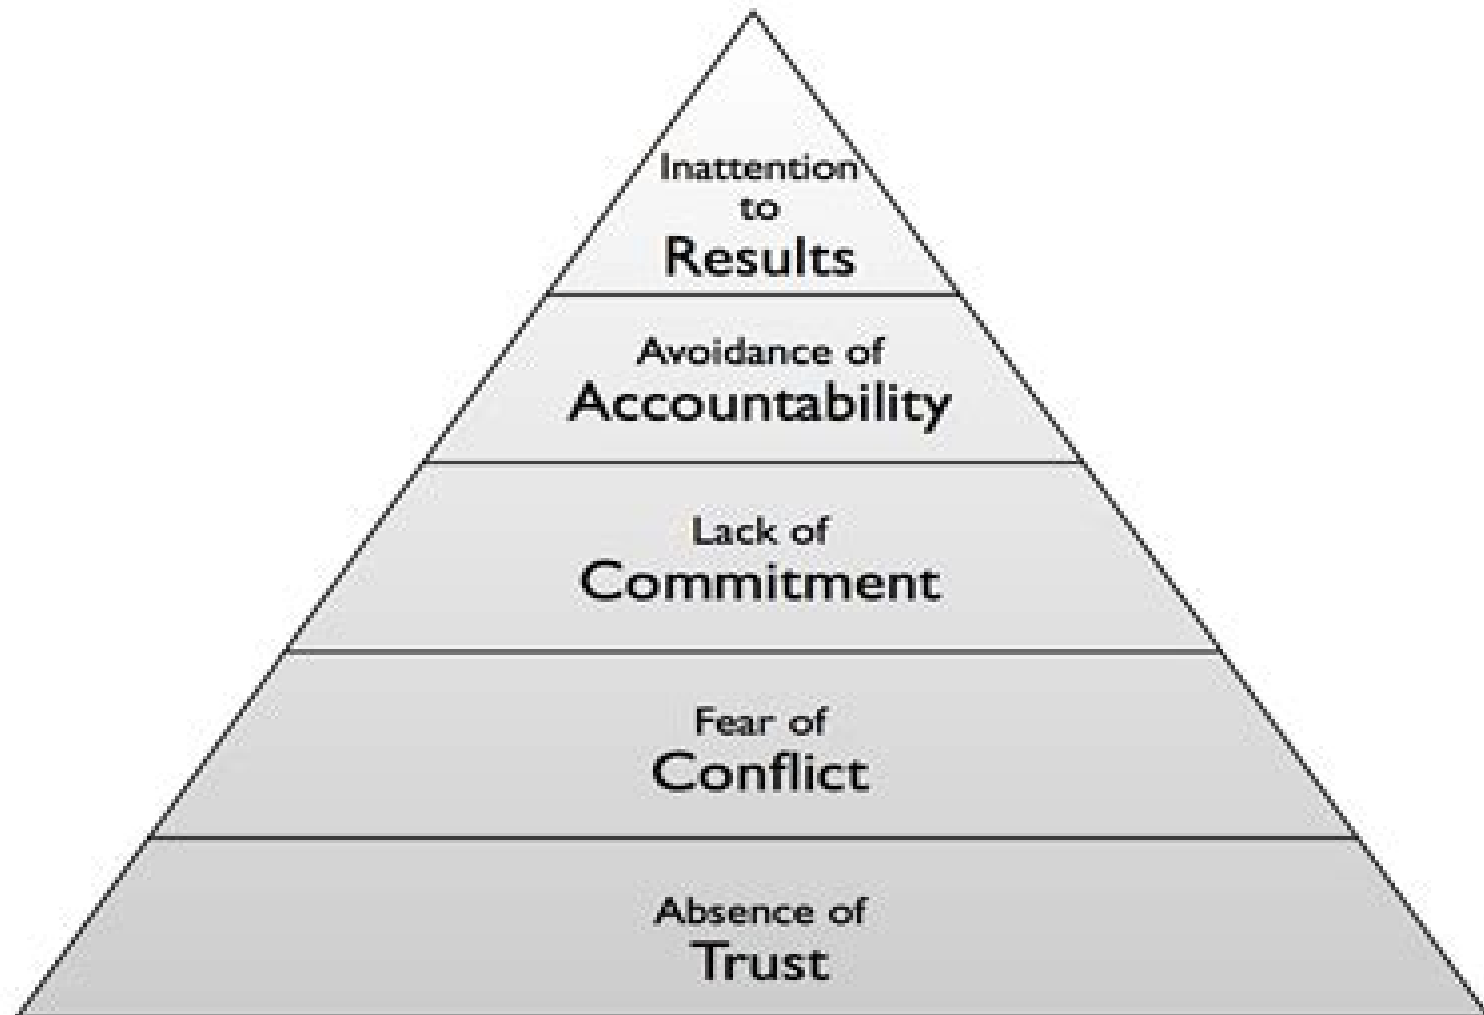 Inattention
to
Results
Avoidance of
Accountability
Lack of
Commitment
Fear of
Conflict
Absence of
Trust